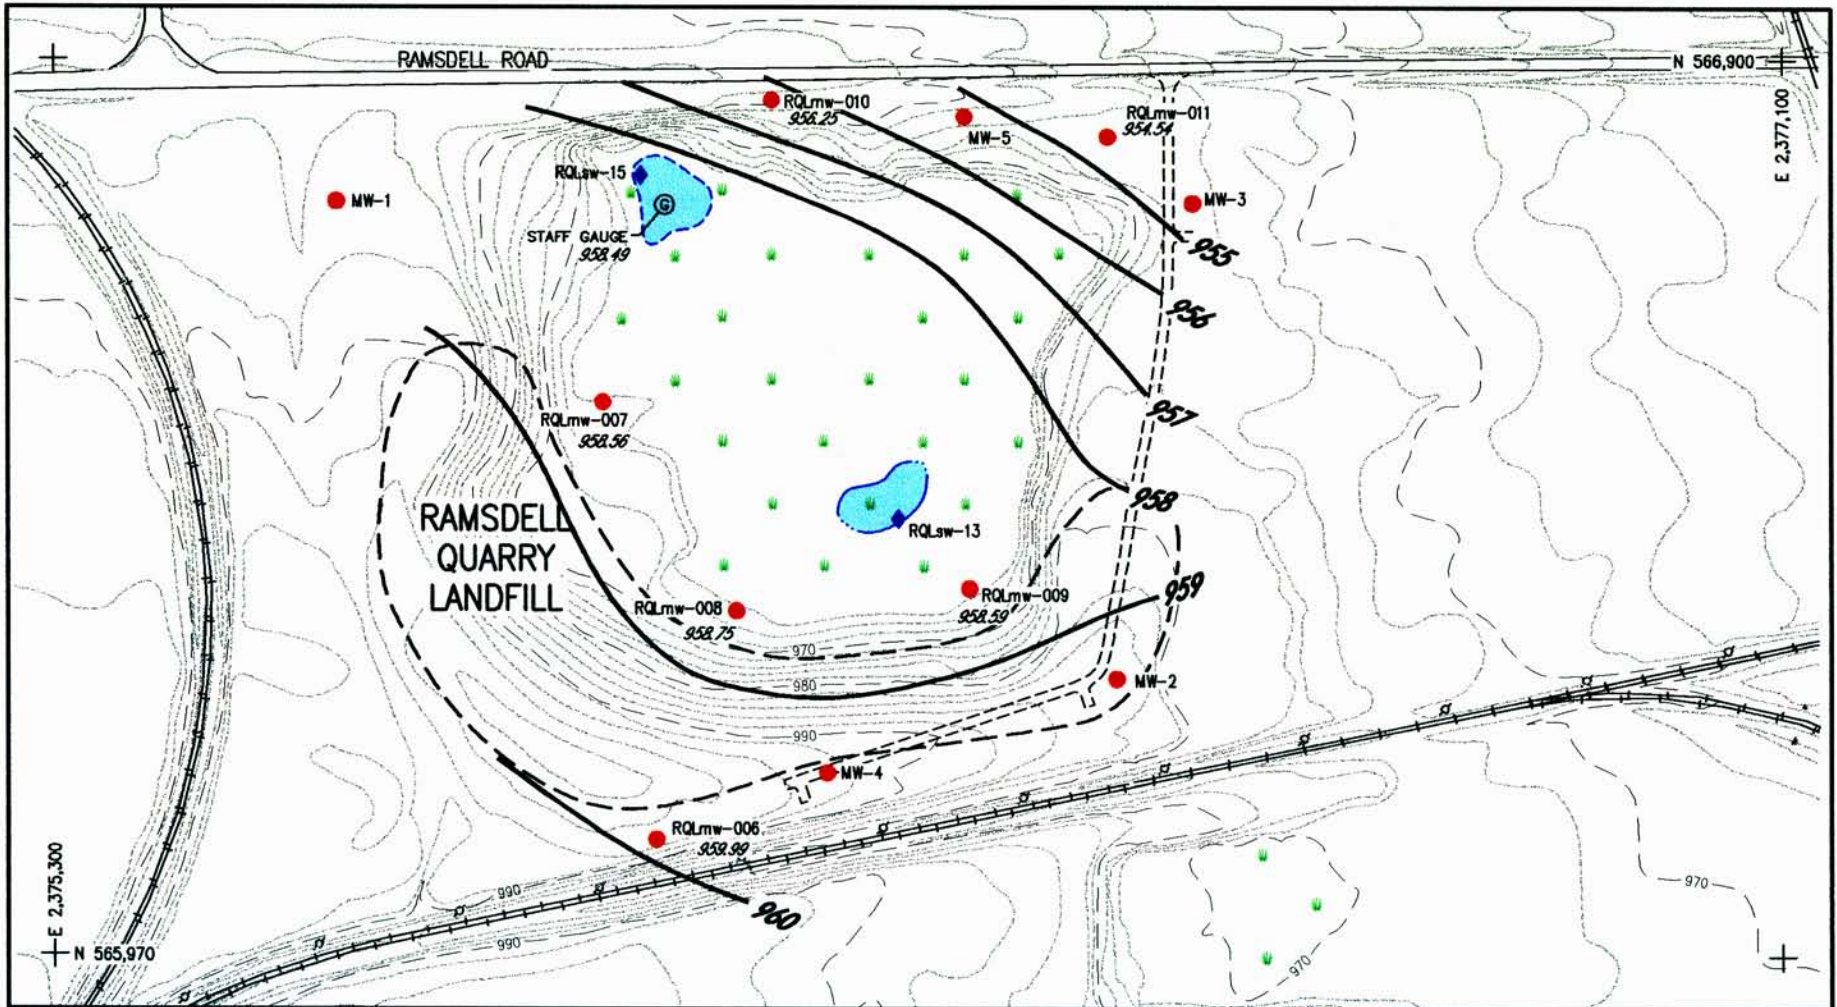 RAMSDELL ROAD
N 566,900
E 2,377,100
RQLmw-010
956.25
MW-5
RQLmw-011
954.54
RQLsw-15
MW-1
MW-3
G
STAFF GAUGE
958.49
955
956
957
RQLmw-007
958.56
958
RAMSDELL
QUARRY
LANDFILL
RQLsw-13
959
RQLmw-009
958.59
RQLmw-008
958.75
970
980
MW-2
990
MW-4
RQLmw-006
959.99
990
970
960
E 2,375,300
N 565,970
990
970